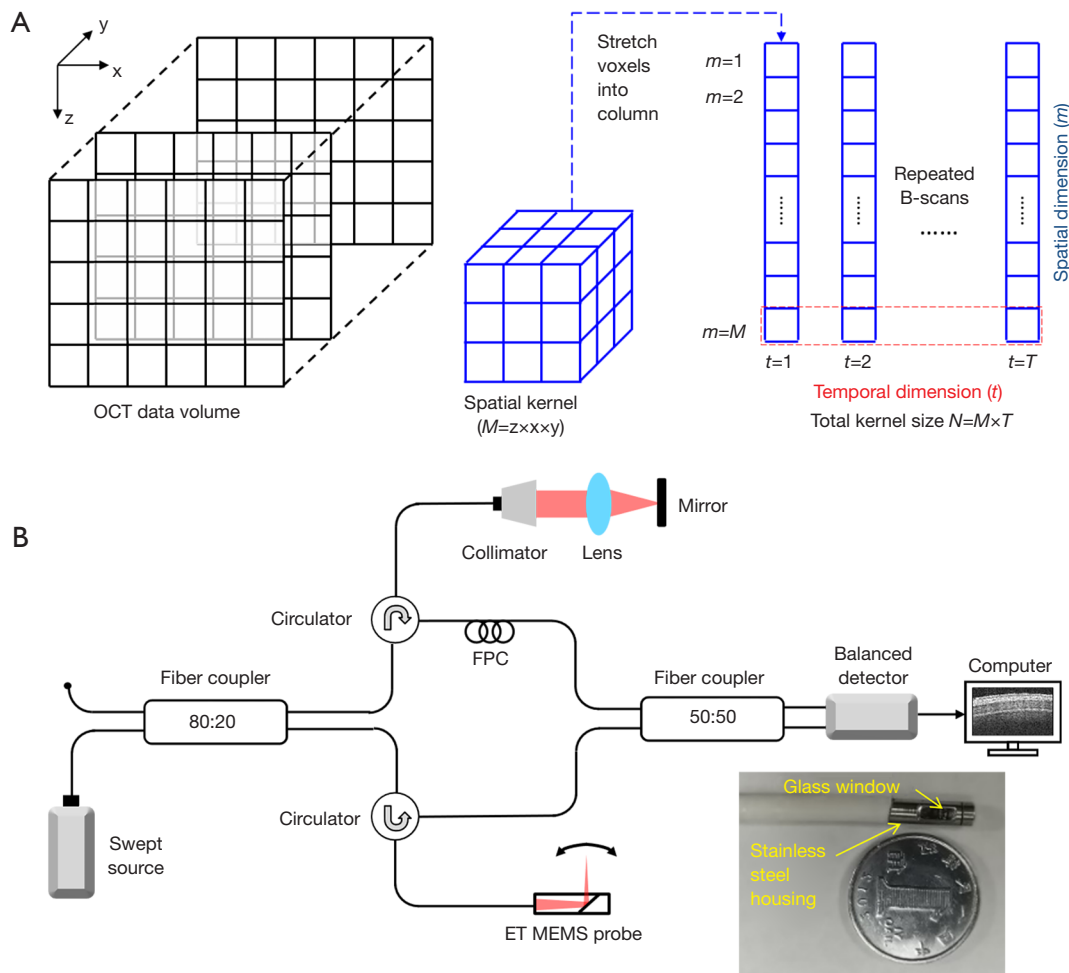 A
y
x
z
OCT data volume
Stretch
voxels
into
column
Spatial kernel
(M=z×x×y)
m=1
m=2
m=M
Repeated
B-scans
......
t=1
t=2
t=T
Spatial dimension (m)
Temporal dimension (t)
Total kernel size N=M×T
B
Collimator
Lens
Mirror
Circulator
FPC
Fiber coupler
80:20
Fiber coupler
50:50
Balanced
detector
Computer
Swept
source
Circulator
ET MEMS probe
Glass window
Stainless
steel
housing